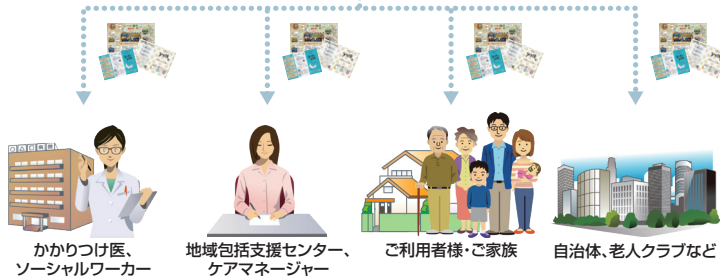 かかりつけ医、
ソーシャルワーカー
地域包括支援センター、
ケアマネージャー
ご利用者様・ご家族
自治体、老人クラブなど